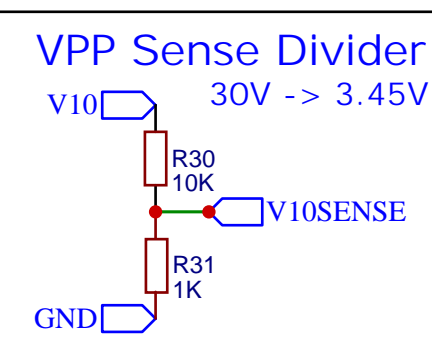 VPP Sense Divider
30V -> 3.45V
V10
R30
10K
V10SENSE
R31
1K
GND